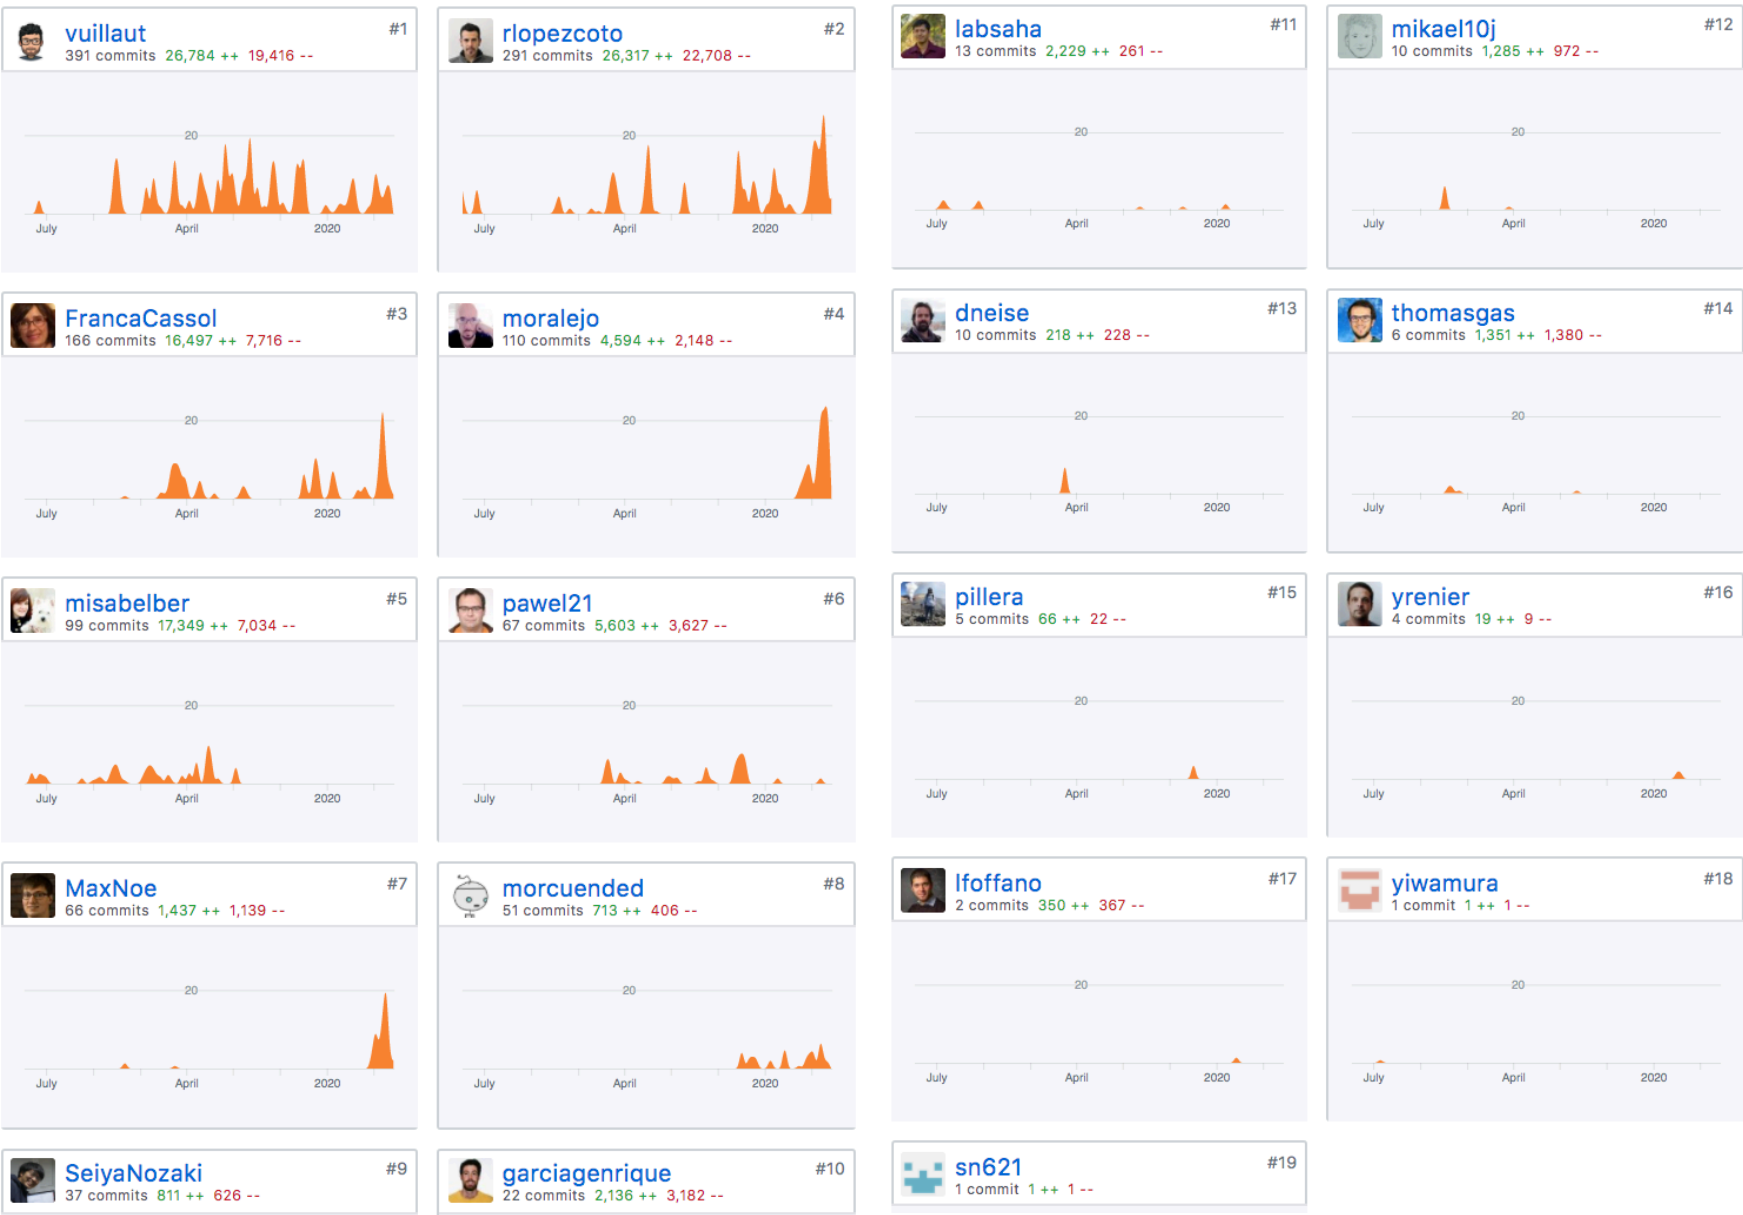 vuillaut #1
391 commits 26,784 ++ 19,416 --
20
July April 2020
rlopezcoto #2
291 commits 26,317 ++ 22,708 --
20
July April 2020
FrancaCassol #3
166 commits 16,497 ++ 7,716 --
20
July April 2020
moralejo #4
110 commits 4,594 ++ 2,148 --
20
July April 2020
misabelber #5
99 commits 17,349 ++ 7,034 --
20
July April 2020
pawel21 #6
67 commits 5,603 ++ 3,627 --
20
July April 2020
MaxNoe #7
66 commits 1,437 ++ 1,139 --
20
July April 2020
morcuended #8
51 commits 713 ++ 406 --
20
July April 2020
SeiyaNozaki #9
37 commits 811 ++ 626 --
garciagenrique #10
22 commits 2,136 ++ 3,182 --
labsaha #11
13 commits 2,229 ++ 261 --
20
July April 2020
mikael10j #12
10 commits 1,285 ++ 972 --
20
July April 2020
dneise #13
10 commits 218 ++ 228 --
20
July April 2020
thomasgas #14
6 commits 1,351 ++ 1,380 --
20
July April 2020
pillera #15
5 commits 66 ++ 22 --
20
July April 2020
yrenier #16
4 commits 19 ++ 9 --
20
July April 2020
lfoffano #17
2 commits 350 ++ 367 --
20
July April 2020
yiwamura #18
1 commit 1 ++ 1 --
20
July April 2020
sn621 #19
1 commit 1 ++ 1 --